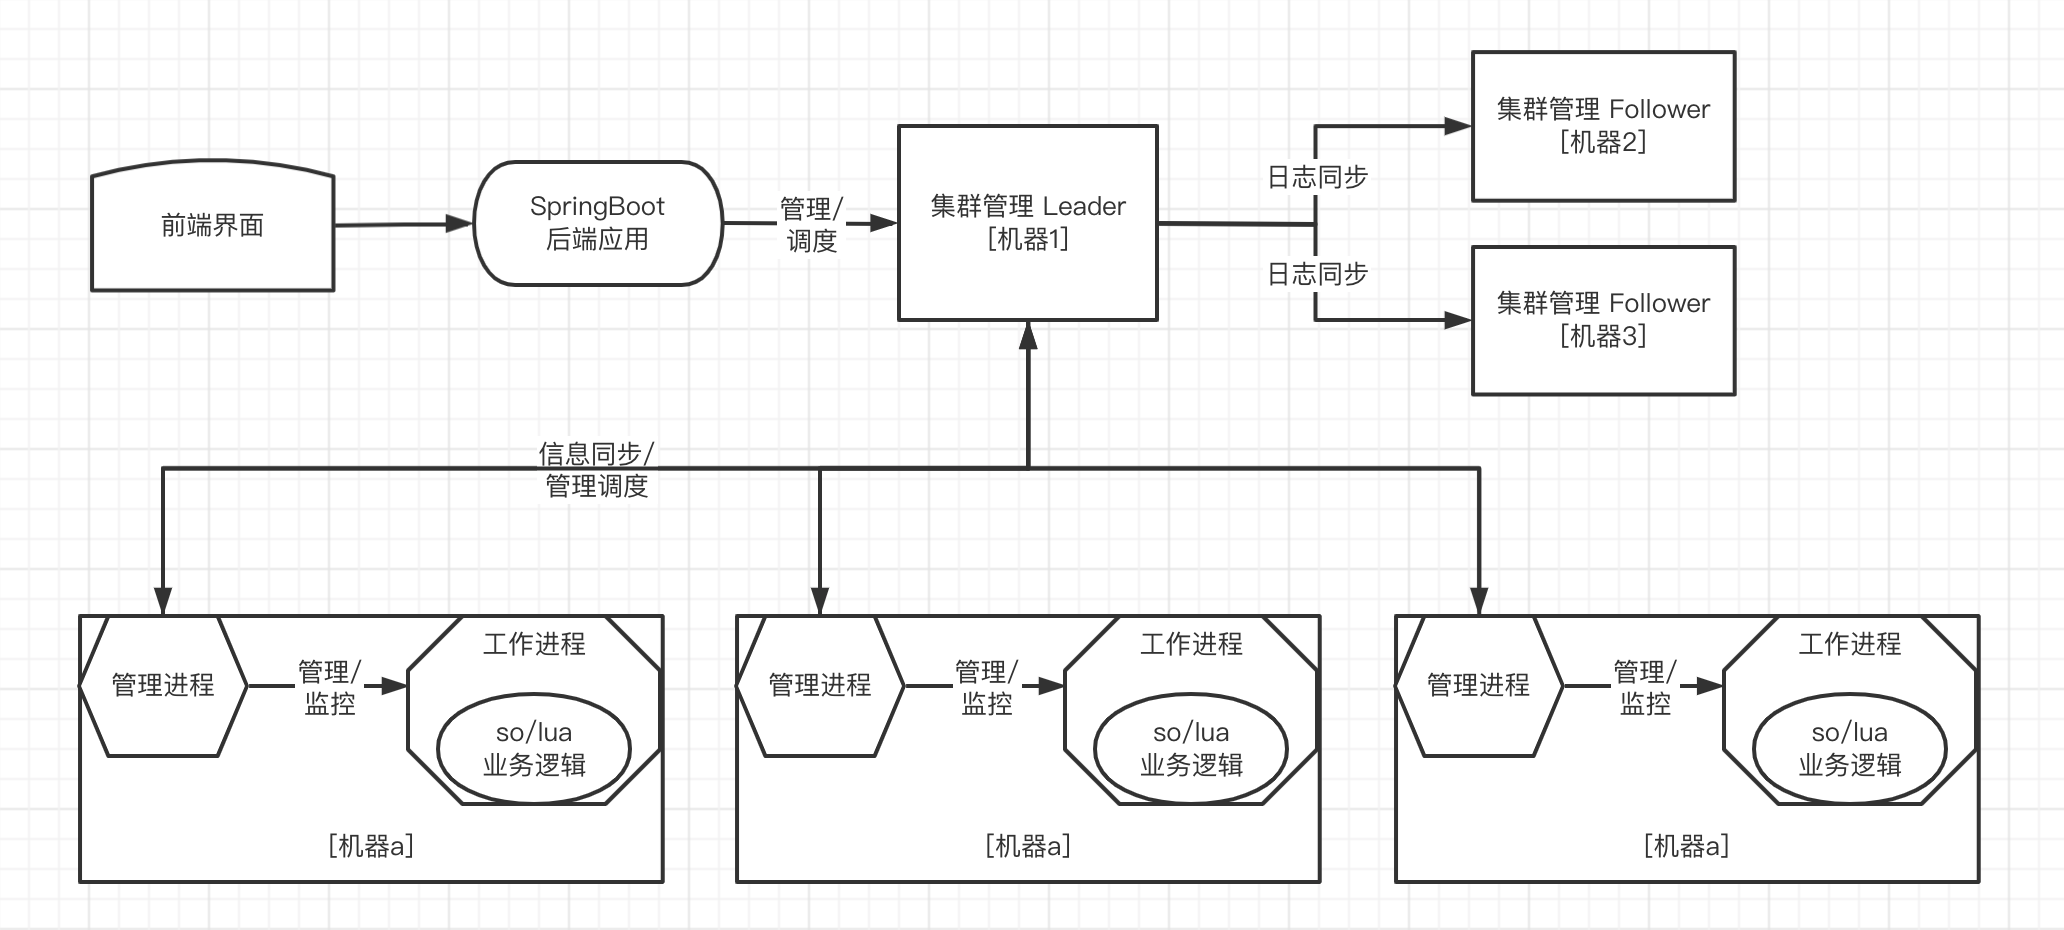 前端界面
SpringBoot
后端应用
管理/
调度
集群管理 Leader
[机器1]
日志同步
日志同步
集群管理 Follower
[机器2]
集群管理 Follower
[机器3]
信息同步/
管理调度
管理进程
管理/
监控
工作进程
so/lua
业务逻辑
[机器a]
管理进程
管理/
监控
工作进程
so/lua
业务逻辑
[机器a]
管理进程
管理/
监控
工作进程
so/lua
业务逻辑
[机器a]